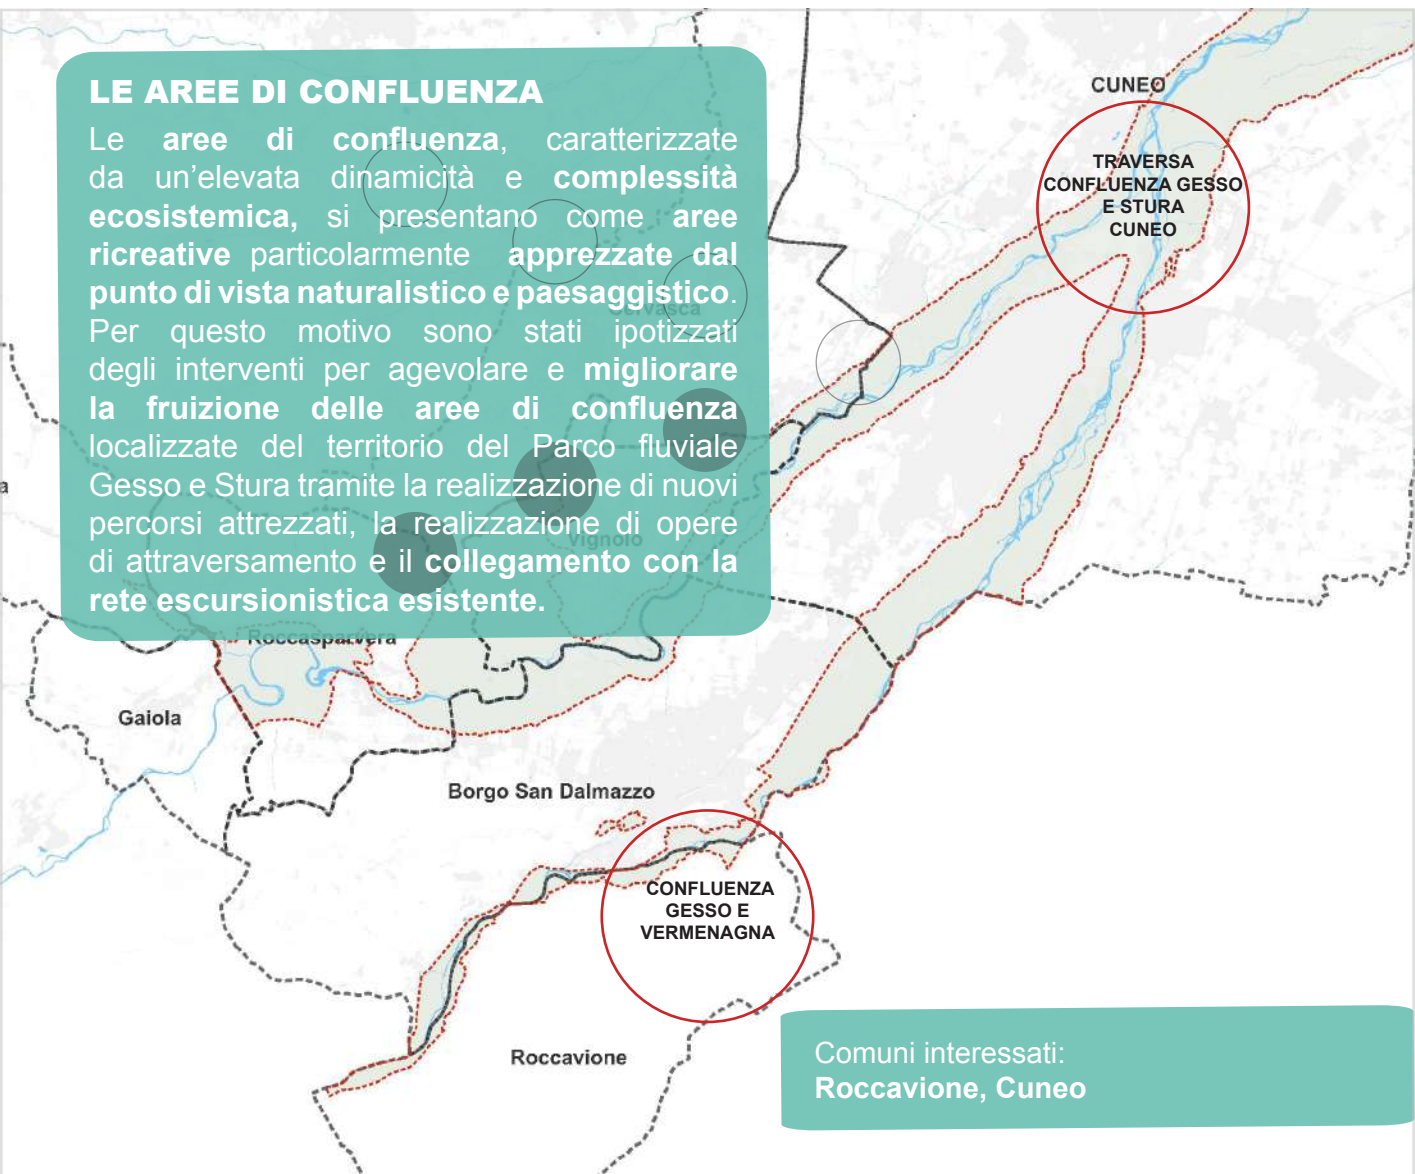 LE AREE DI CONFLUENZA
Le aree di confluenza, caratterizzate
da un'elevata dinamicità e complessità
ecosistemica, si presentano come aree
ricreative particolarmente apprezzate dal
punto di vista naturalistico e paesaggistico.
Per questo motivo sono stati ipotizzati
degli interventi per agevolare e migliorare
la fruizione delle aree di confluenza
localizzate del territorio del Parco fluviale
Gesso e Stura tramite la realizzazione di nuovi
percorsi attrezzati, la realizzazione di opere
di attraversamento e il collegamento con la
rete escursionistica esistente.
CUNEO
TRAVERSA
CONFLUENZA GESSO
E STURA
CUNEO
Cervasca
Vignolo
a
Roccasparvera
Gaiola
Borgo San Dalmazzo
CONFLUENZA
GESSO E
VERMENAGNA
Roccavione
Comuni interessati:
Roccavione, Cuneo